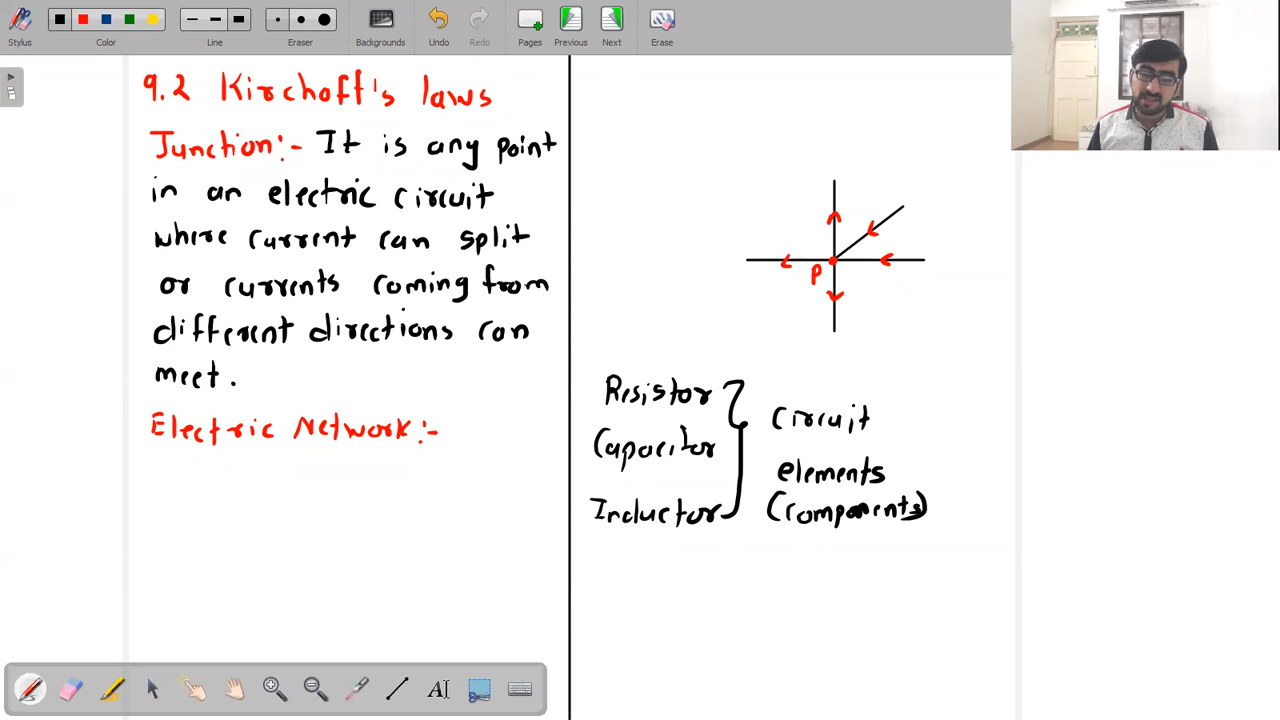 Stylus
Color
Line
Eraser
Backgrounds
Undo
Redo
Pages
Previous
Next
Erase
9.2 Kirchoff's laws
Junction:- It is any point
in an electric circuit
where current can split
or currents coming from
different directions can
meet.
Electric Network:-
P
Resistor
Capacitor
Inductor
circuit
elements
(components)
AI